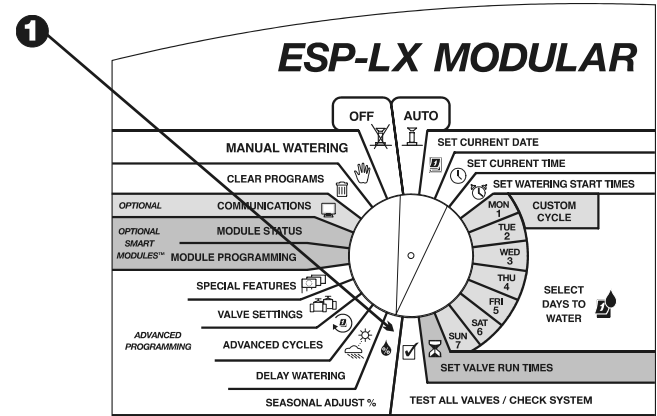 1
ESP-LX MODULAR
OFF
AUTO
MANUAL WATERING
SET CURRENT DATE
CLEAR PROGRAMS
SET CURRENT TIME
SET WATERING START TIMES
OPTIONAL
COMMUNICATIONS
MON
1
CUSTOM
CYCLE
OPTIONAL
SMART
MODULES™
MODULE STATUS
MODULE PROGRAMMING
TUE
2
WED
3
THU
4
FRI
5
SAT
6
SUN
7
SELECT
DAYS TO
WATER
SPECIAL FEATURES
VALVE SETTINGS
ADVANCED
PROGRAMMING
ADVANCED CYCLES
DELAY WATERING
SEASONAL ADJUST %
%
SET VALVE RUN TIMES
TEST ALL VALVES / CHECK SYSTEM